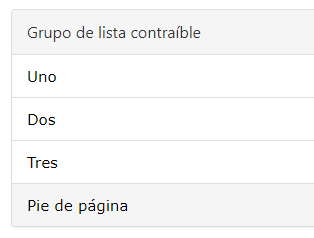 Grupo de lista contraíble
Uno
Dos
Tres
Pie de página